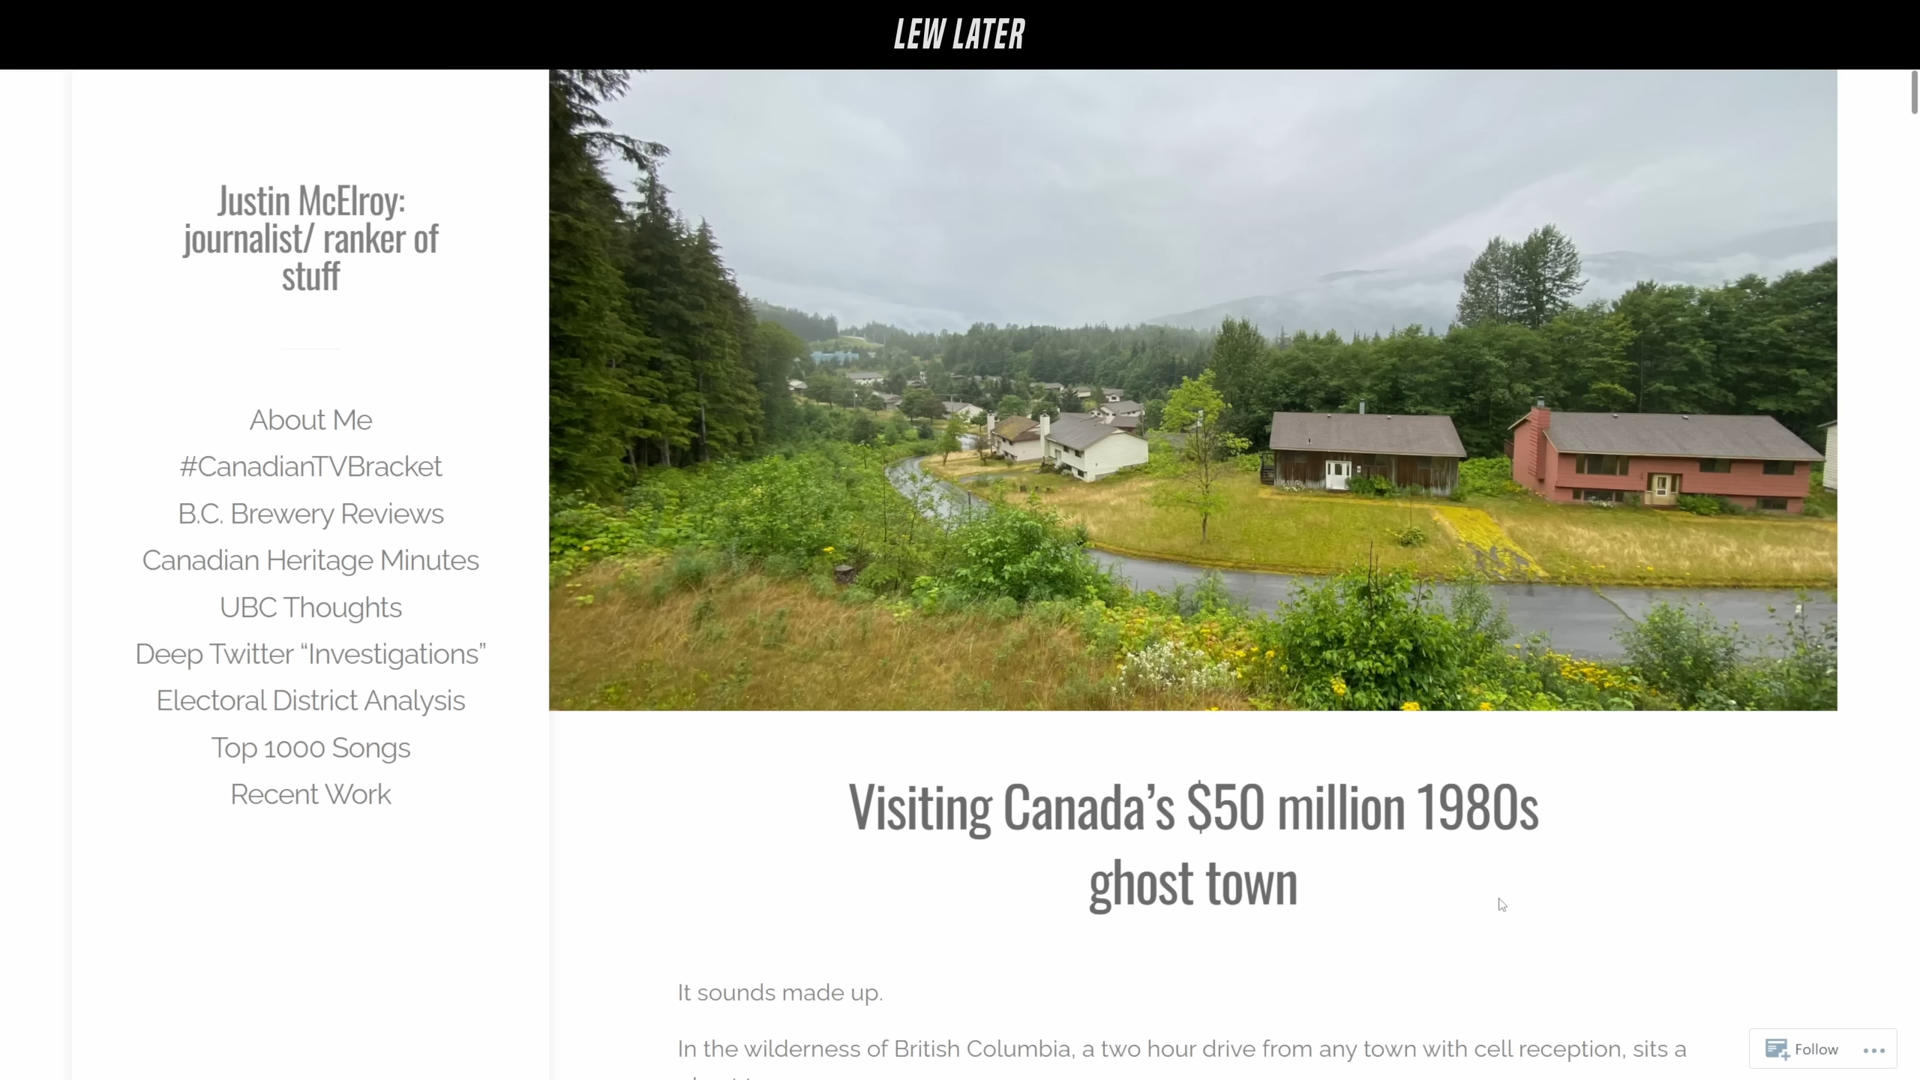 LEW LATER
Justin McElroy:
journalist/ ranker of
stuff
About Me
#CanadianTVBracket
B.C. Brewery Reviews
Canadian Heritage Minutes
UBC Thoughts
Deep Twitter “Investigations”
Electoral District Analysis
Top 1000 Songs
Recent Work
Visiting Canada’s $50 million 1980s
ghost town
It sounds made up.
In the wilderness of British Columbia, a two hour drive from any town with cell reception, sits a
Follow